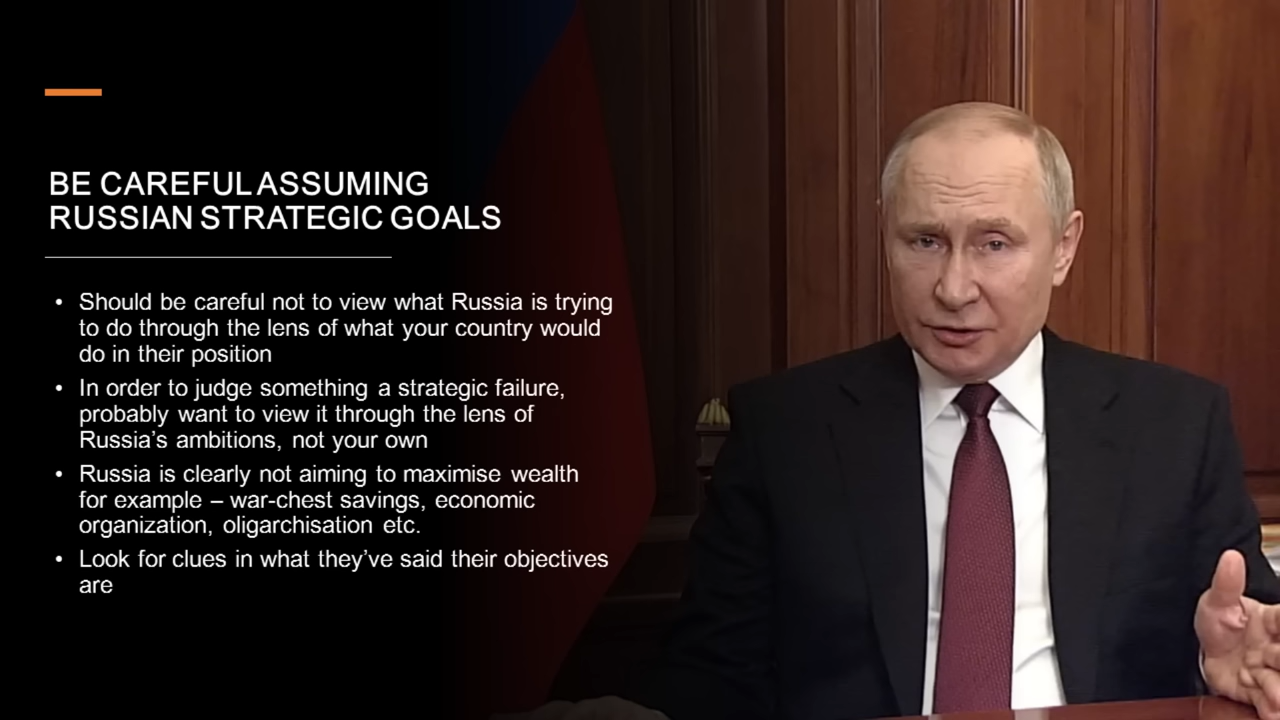 BE CAREFUL ASSUMING
RUSSIAN STRATEGIC GOALS
• Should be careful not to view what Russia is trying
to do through the lens of what your country would
do in their position
• In order to judge something a strategic failure,
probably want to view it through the lens of
Russia’s ambitions, not your own
• Russia is clearly not aiming to maximise wealth
for example – war-chest savings, economic
organization, oligarchisation etc.
• Look for clues in what they’ve said their objectives
are